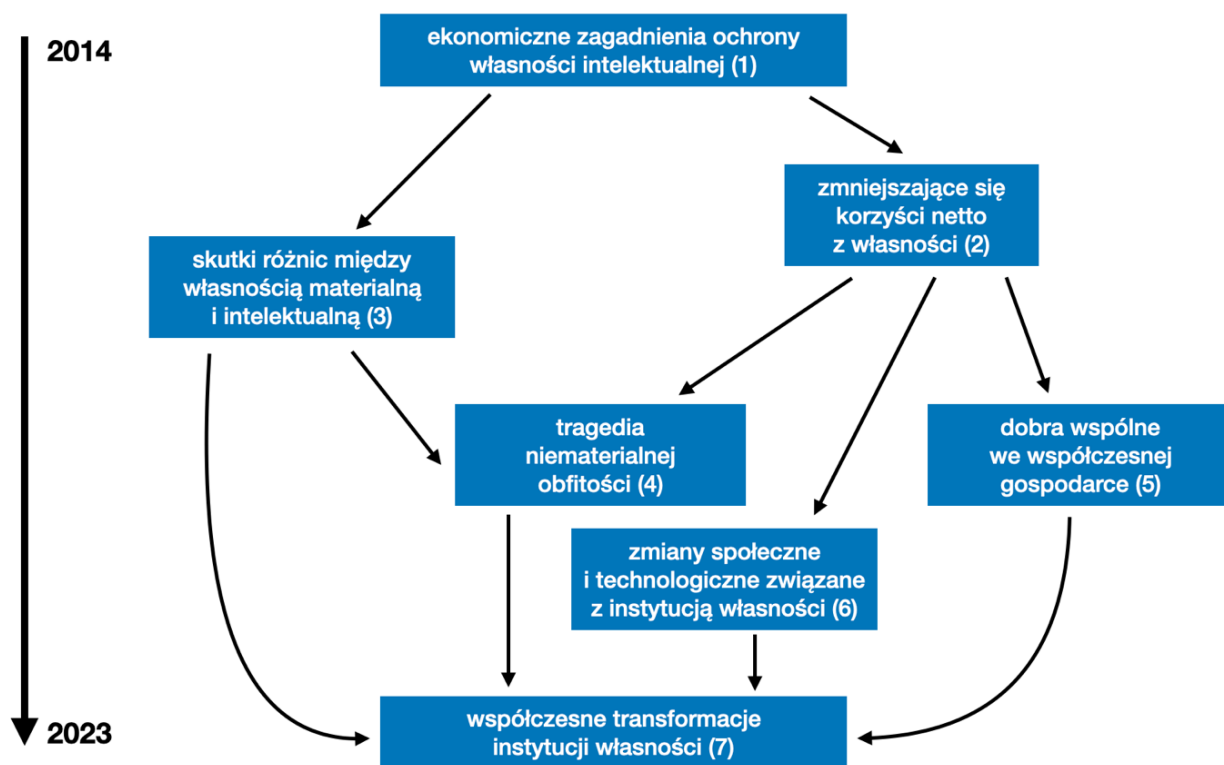 2014
ekonomiczne zagadnienia ochrony
własności intelektualnej (1)
zmniejszające się
korzyści netto
z własności (2)
skutki różnic między
własnością materialną
i intelektualną (3)
tragedia
niematerialnej
obfitości (4)
dobra wspólne
we współczesnej
gospodarce (5)
zmiany społeczne
i technologiczne związane
z instytucją własności (6)
współczesne transformacje
instytucji własności (7)
2023